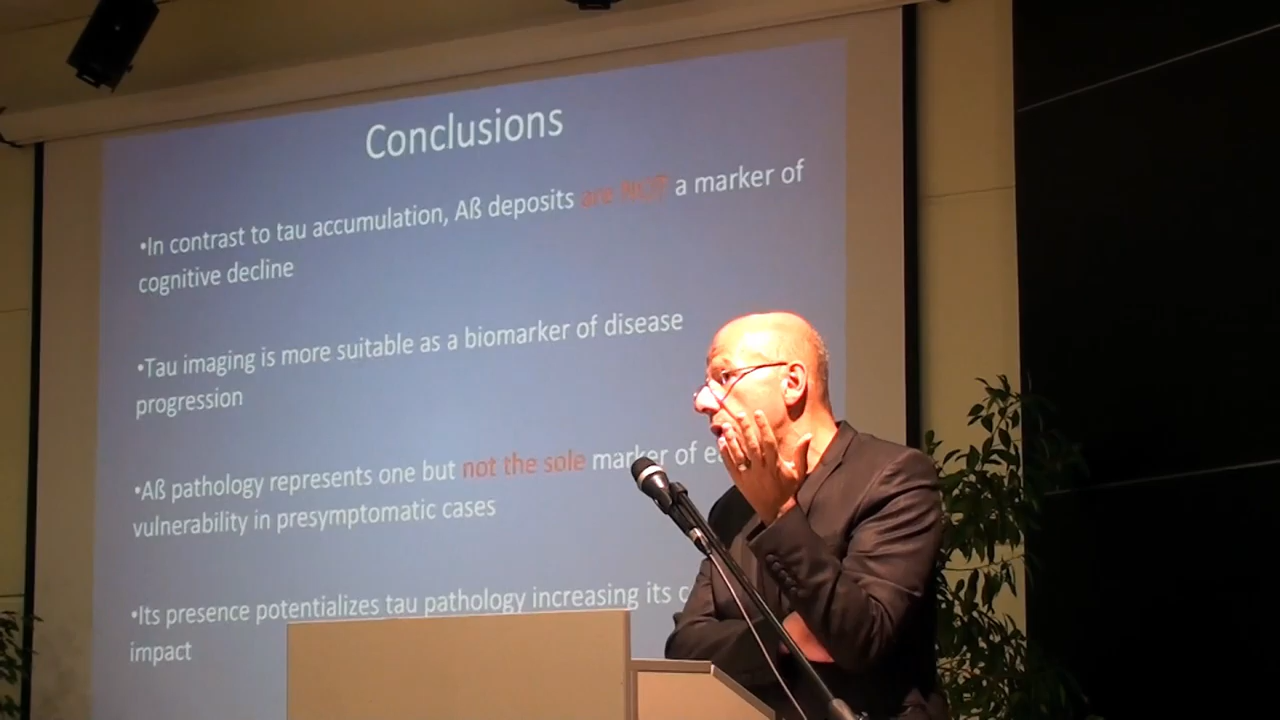 Conclusions
•In contrast to tau accumulation, Aß deposits are NOT a marker of
cognitive decline
•Tau imaging is more suitable as a biomarker of disease
progression
•Aß pathology represents one but not the sole marker of
vulnerability in presymptomatic cases
•Its presence potentializes tau pathology increasing its
impact